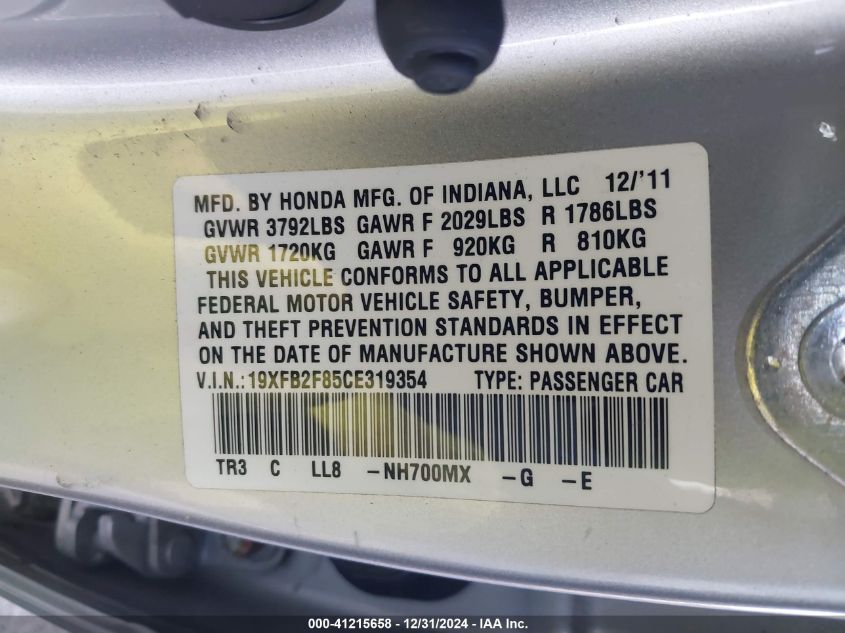 MFD. BY HONDA MFG. OF INDIANA, LLC 12/'11
GVWR 3792LBS GAWR F 2029LBS R 1786LBS
GVWR 1720KG GAWR F 920KG R 810KG
THIS VEHICLE CONFORMS TO ALL APPLICABLE
FEDERAL MOTOR VEHICLE SAFETY, BUMPER,
AND THEFT PREVENTION STANDARDS IN EFFECT
ON THE DATE OF MANUFACTURE SHOWN ABOVE.
V.I.N.:19XFB2F85CE319354 TYPE: PASSENGER CAR
TR3 C LL8 -NH700MX -G -E
000-41215658 - 12/31/2024 - IAA Inc.